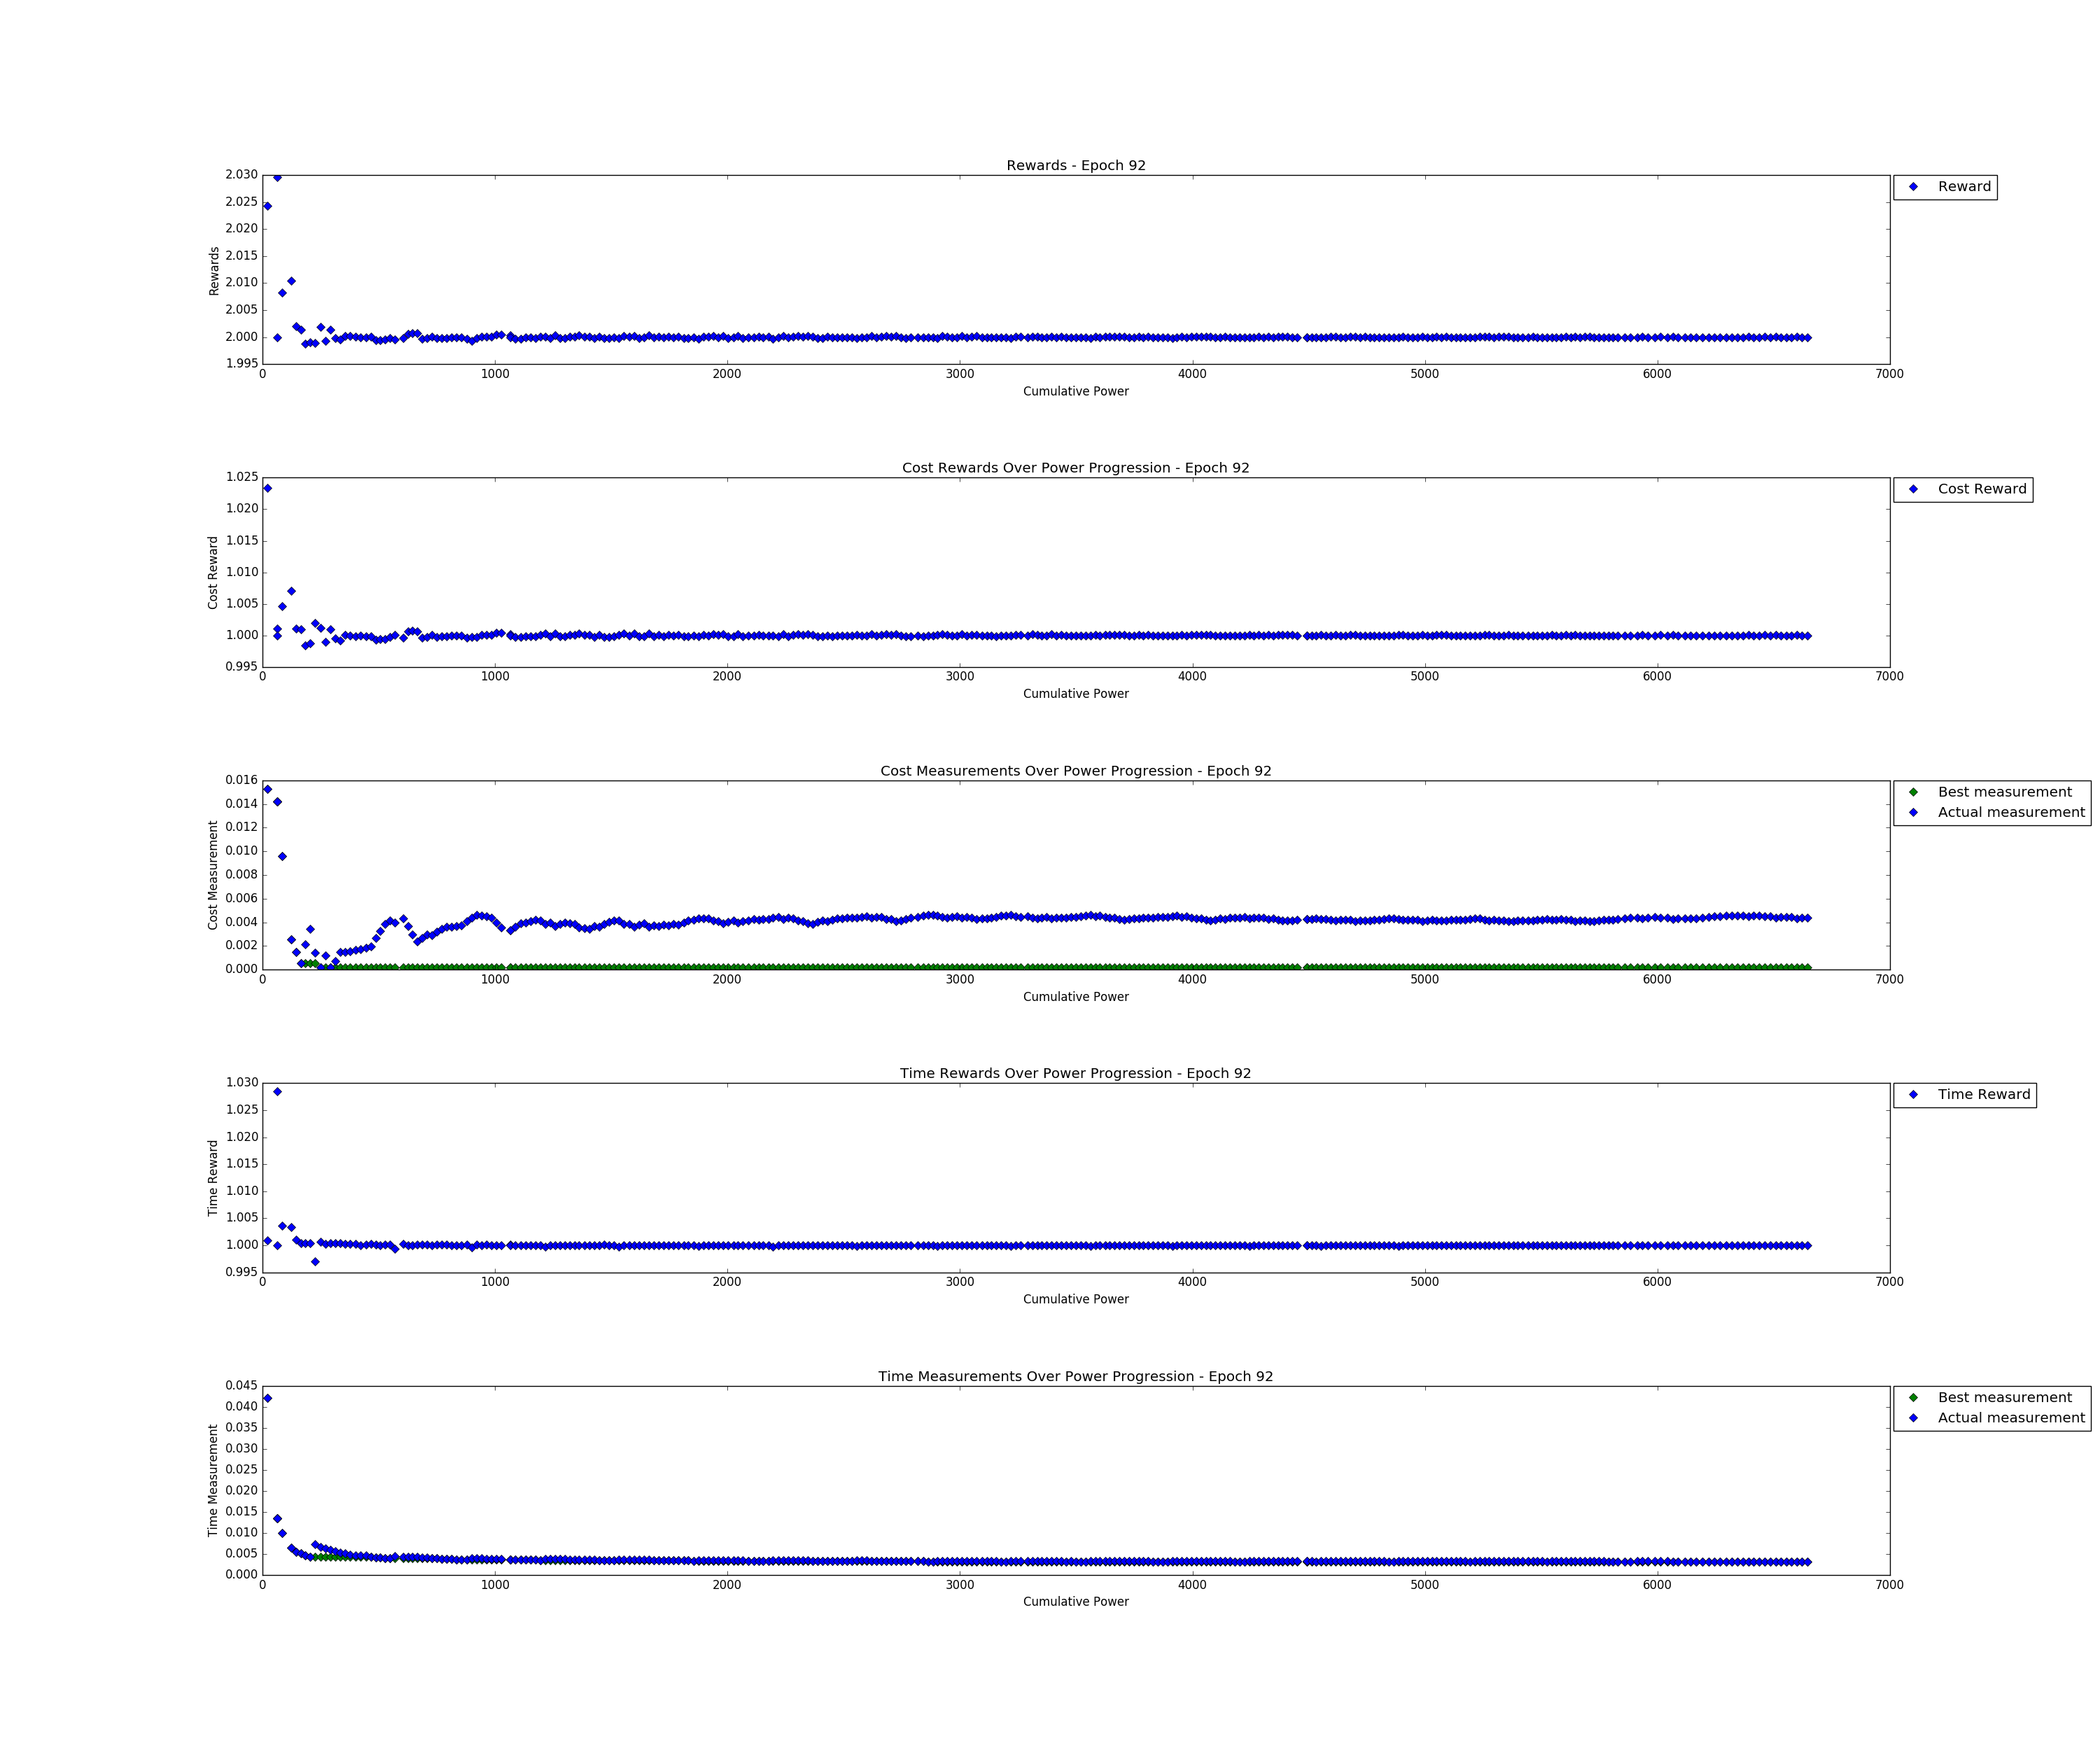 Rewards - Epoch 92
2.030
2.025
2.020
2.015
2.010
2.005
2.000
1.995
Rewards
0 1000 2000 3000 4000 5000 6000 7000
Cumulative Power
Reward
Cost Rewards Over Power Progression - Epoch 92
1.025
1.020
1.015
1.010
1.005
1.000
0.995
Cost Reward
0 1000 2000 3000 4000 5000 6000 7000
Cumulative Power
Cost Reward
Cost Measurements Over Power Progression - Epoch 92
0.016
0.014
0.012
0.010
0.008
0.006
0.004
0.002
0.000
Cost Measurement
0 1000 2000 3000 4000 5000 6000 7000
Cumulative Power
Best measurement
Actual measurement
Time Rewards Over Power Progression - Epoch 92
1.030
1.025
1.020
1.015
1.010
1.005
1.000
0.995
Time Reward
0 1000 2000 3000 4000 5000 6000 7000
Cumulative Power
Time Reward
Time Measurements Over Power Progression - Epoch 92
0.045
0.040
0.035
0.030
0.025
0.020
0.015
0.010
0.005
0.000
Time Measurement
0 1000 2000 3000 4000 5000 6000 7000
Cumulative Power
Best measurement
Actual measurement